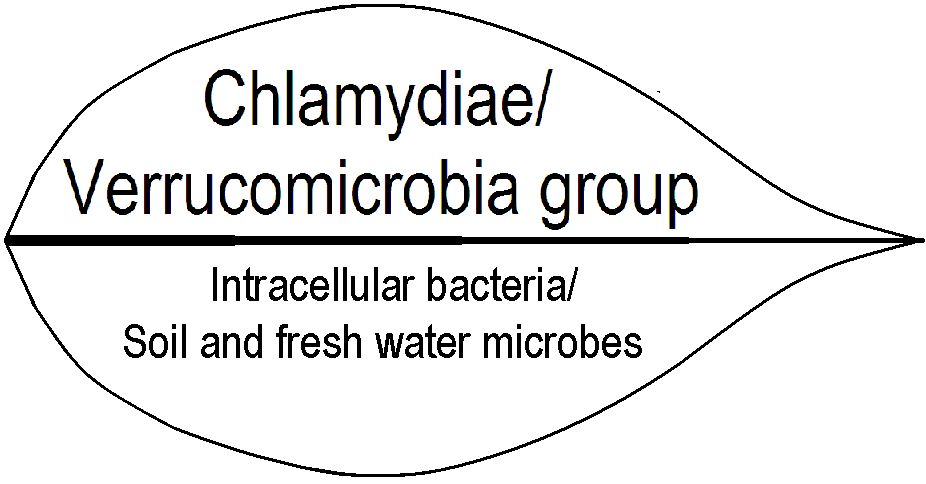 Chlamydiae/
Verrucomicrobia group
Intracellular bacteria/
Soil and fresh water microbes